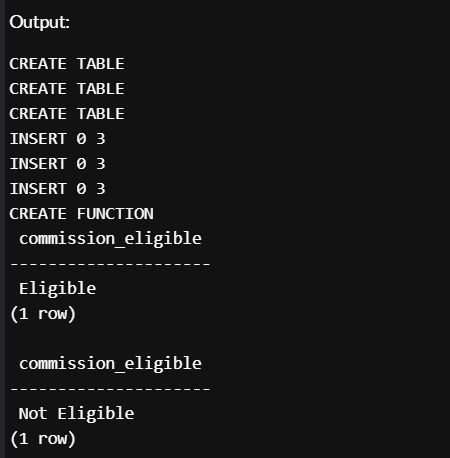 Output:
CREATE TABLE
CREATE TABLE
CREATE TABLE
INSERT 0 3
INSERT 0 3
INSERT 0 3
CREATE FUNCTION
 commission_eligible
---------------------
 Eligible
(1 row)

 commission_eligible
---------------------
 Not Eligible
(1 row)